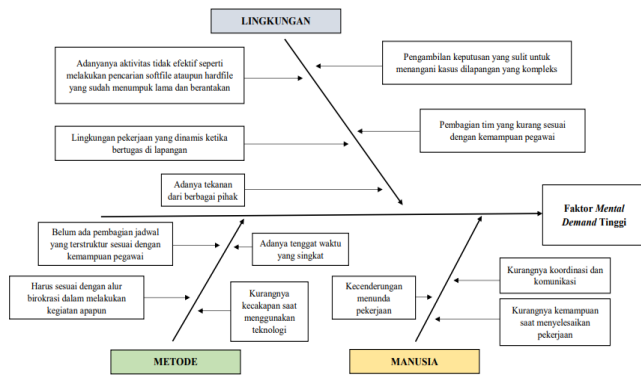 LINGKUNGAN
Adanyanya aktivitas tidak efektif seperti
melakukan pencarian softfile ataupun hardfile
yang sudah menumpuk lama dan berantakan
Pengambilan keputusan yang sulit untuk
menangani kasus dilapangan yang kompleks
Lingkungan pekerjaan yang dinamis ketika
bertugas di lapangan
Pembagian tim yang kurang sesuai
dengan kemampuan pegawai
Adanya tekanan
dari berbagai pihak
Faktor Mental
Demand Tinggi
Belum ada pembagian jadwal
yang terstruktur sesuai dengan
kemampuan pegawai
Adanya tenggat waktu
yang singkat
Harus sesuai dengan alur
birokrasi dalam melakukan
kegiatan apapun
Kurangnya
kecakapan saat
menggunakan
teknologi
Kecenderungan
menunda
pekerjaan
Kurangnya koordinasi dan
komunikasi
Kurangnya kemampuan
saat menyelesaikan
pekerjaan
METODE
MANUSIA